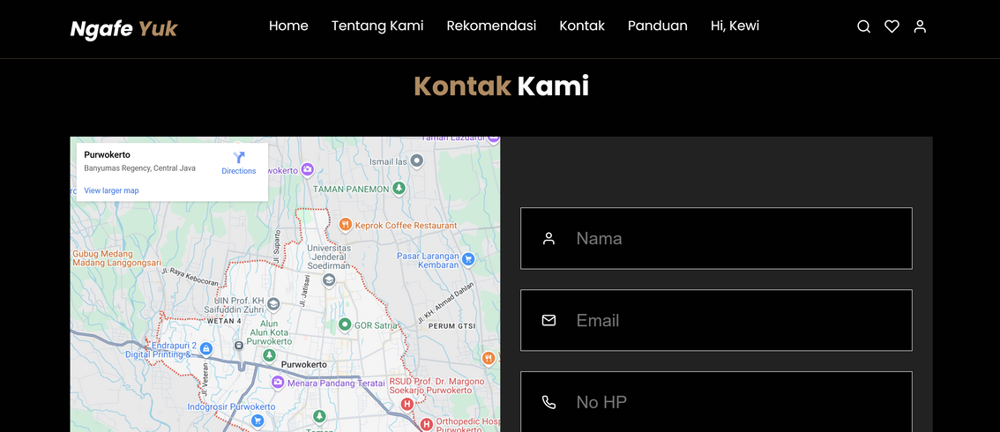 Ngafe Yuk
Home Tentang Kami Rekomendasi Kontak Panduan Hi, Kewi
Kontak Kami
Purwokerto
Banyumas Regency, Central Java
Directions
View larger map
Taman Lazuardi
Ismail las
TAMAN PANEMON
Keprok Coffee Restaurant
Gubug Medang
Madang Langgongsari
Jl. Suparto
Universitas
Jenderal
Soedirman
Pasar Larangan
Kembaran
Jl. Raya Kebocoran
Jl. Jatisari
Jl. KH. Ahmad Dahlan
UIN Prof. KH
Saifuddin Zuhri
WETAN 4
Alun
Alun Kota
Purwokerto
GOR Satria
PERUM GTSI
Endrapuri 2
Digital Printing &
Purwokerto
Jl. Veteran
Menara Pandang Teratai
RSUD Prof. Dr. Margono
Soekarjo Purwokerto
Indogrosir Purwokerto
Orthopedic Hosp
Purwokerto
Nama
Email
No HP